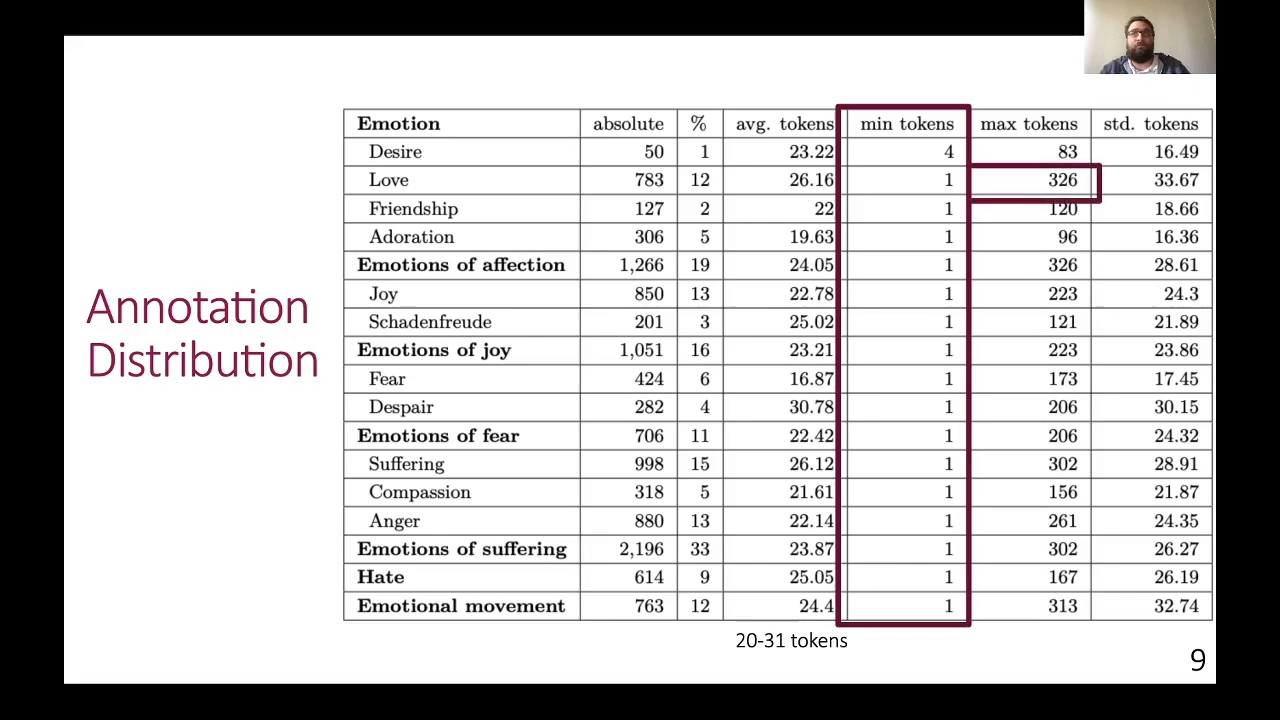 Annotation
Distribution
Emotion absolute % avg. tokens min tokens max tokens std. tokens
Desire 50 1 23.22 4 83 16.49
Love 783 12 26.16 1 326 33.67
Friendship 127 2 22 1 120 18.66
Adoration 306 5 19.63 1 96 16.36
Emotions of affection 1,266 19 24.05 1 326 28.61
Joy 850 13 22.78 1 223 24.3
Schadenfreude 201 3 25.02 1 121 21.89
Emotions of joy 1,051 16 23.21 1 223 23.86
Fear 424 6 16.87 1 173 17.45
Despair 282 4 30.78 1 206 30.15
Emotions of fear 706 11 22.42 1 206 24.32
Suffering 998 15 26.12 1 302 28.91
Compassion 318 5 21.61 1 156 21.87
Anger 880 13 22.14 1 261 24.35
Emotions of suffering 2,196 33 23.87 1 302 26.27
Hate 614 9 25.05 1 167 26.19
Emotional movement 763 12 24.4 1 313 32.74
20-31 tokens
9